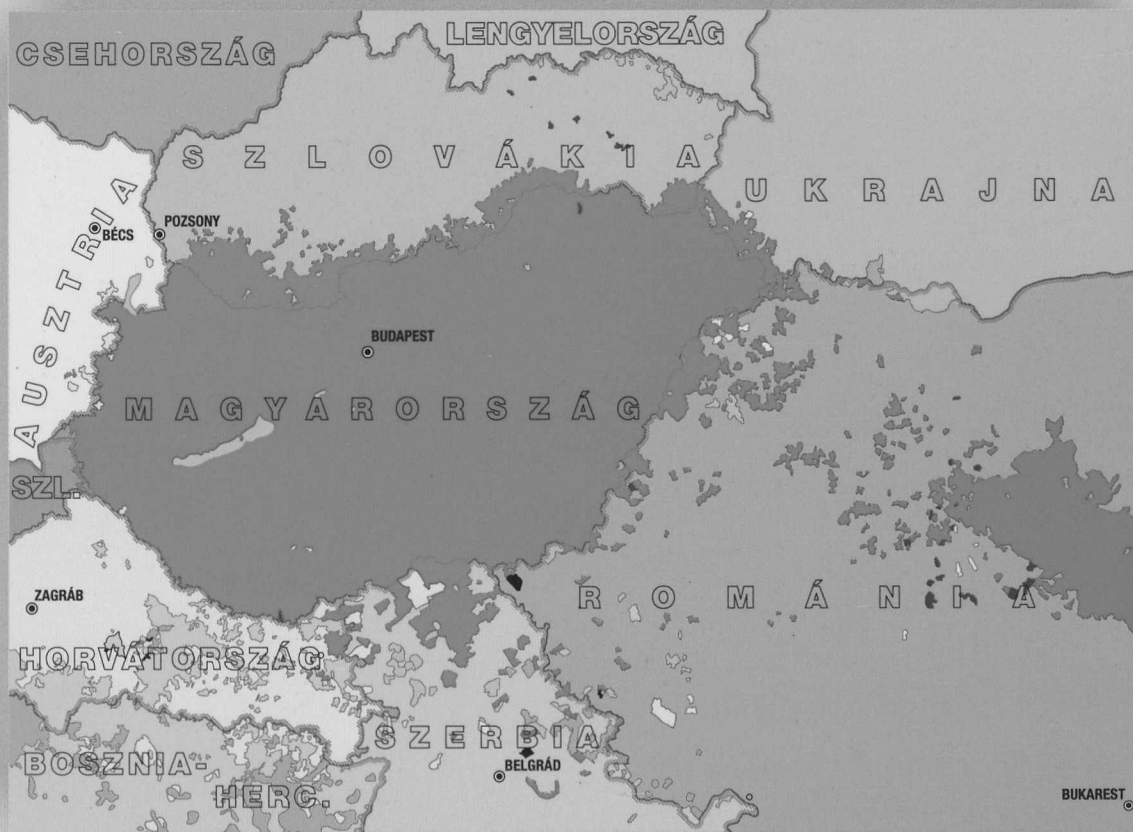 LENGYELORSZÁG
CSEHORSZÁG
SZLOVÁKIA
UKRAJNA
AUSZTRIA
POZSONY
BÉCS
BUDAPEST
MAGYARORSZÁG
SZL.
ZAGRÁB
ROMÁNIA
HORVÁTORSZÁG
SZERBIA
BOSZNIA-
HERC.
BELGRÁD
BUKAREST